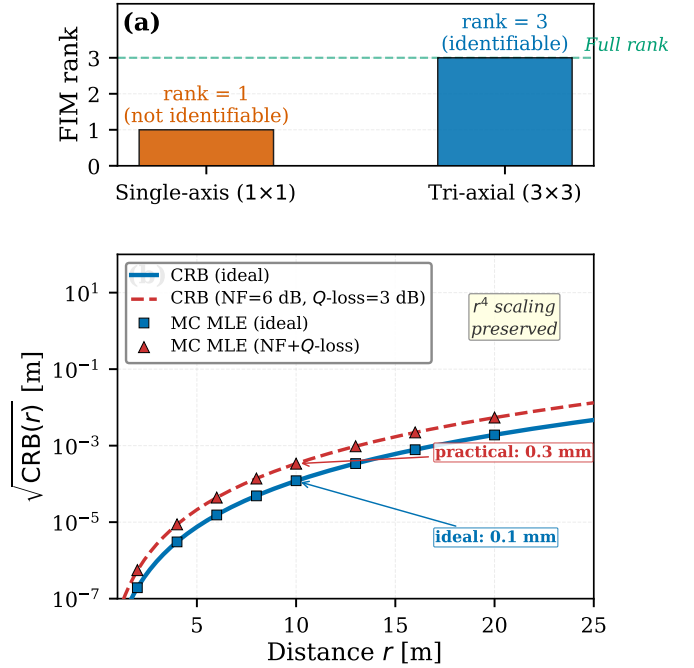 (a)
rank = 3
(identifiable)
Full rank
rank = 1
(not identifiable)
FIM rank
3
2
1
0
Single-axis (1×1)
Tri-axial (3×3)
(b)
CRB (ideal)
CRB (NF=6 dB, Q-loss=3 dB)
MC MLE (ideal)
MC MLE (NF+Q-loss)
r⁴ scaling
preserved
√CRB(r) [m]
10¹
10⁻¹
10⁻³
10⁻⁵
10⁻⁷
practical: 0.3 mm
ideal: 0.1 mm
5
10
15
20
25
Distance r [m]